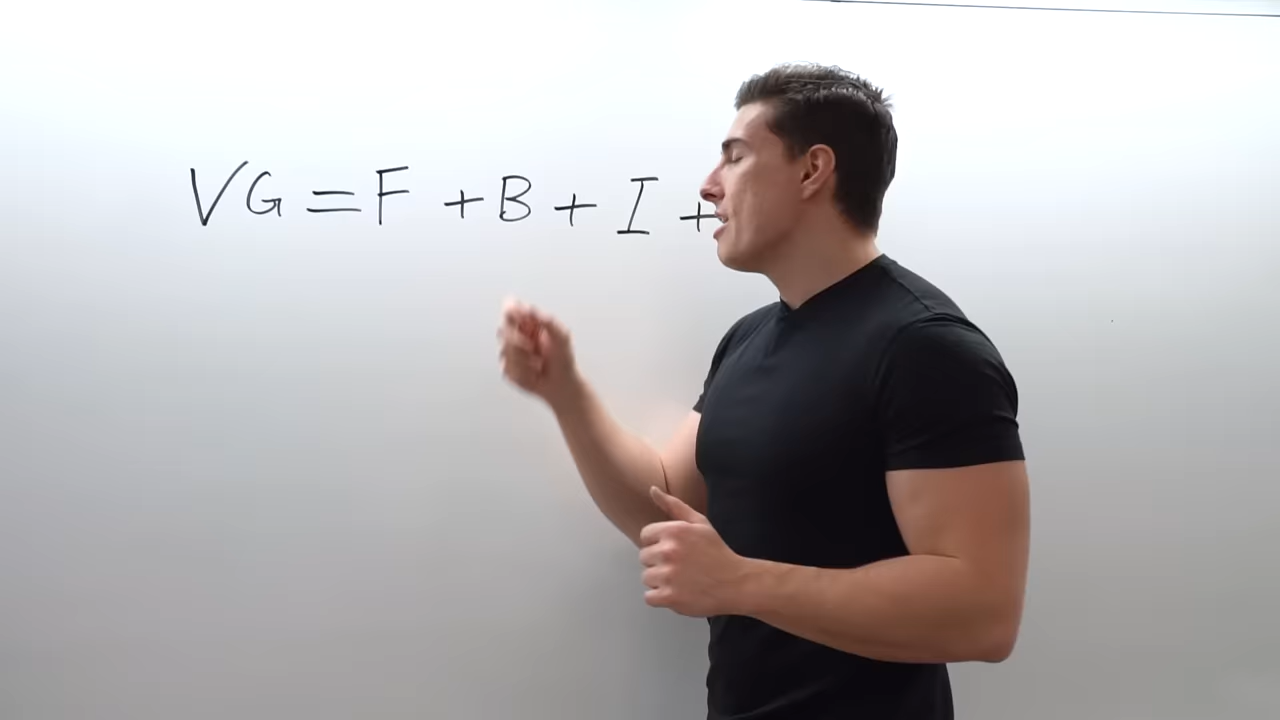 VG = F + B + I +